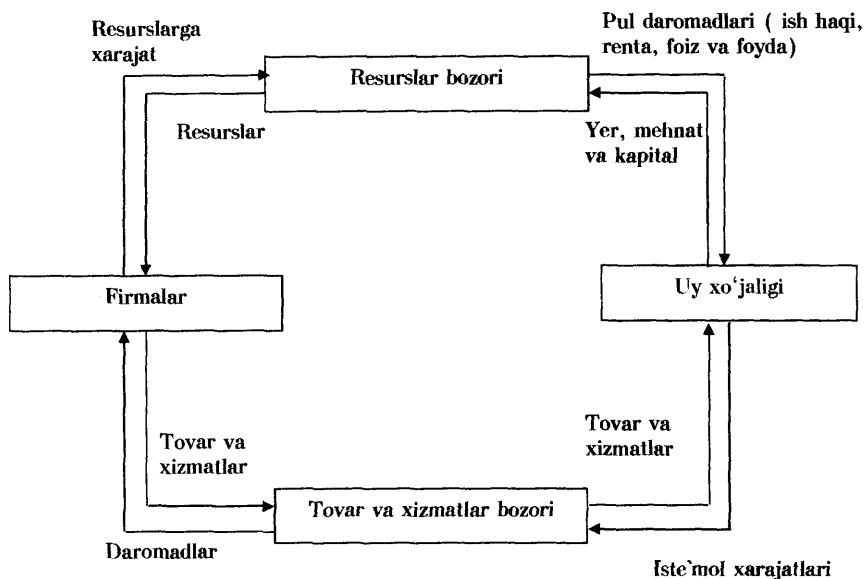 Resurslarga
xarajat
Pul daromadlari ( ish haqi,
renta, foiz va foyda)
Resurslar bozori
Resurslar
Yer, mehnat
va kapital
Firmalar
Uy xo‘jaligi
Tovar va
xizmatlar
Tovar va
xizmatlar
Tovar va xizmatlar bozori
Daromadlar
Iste`mol xarajatlari